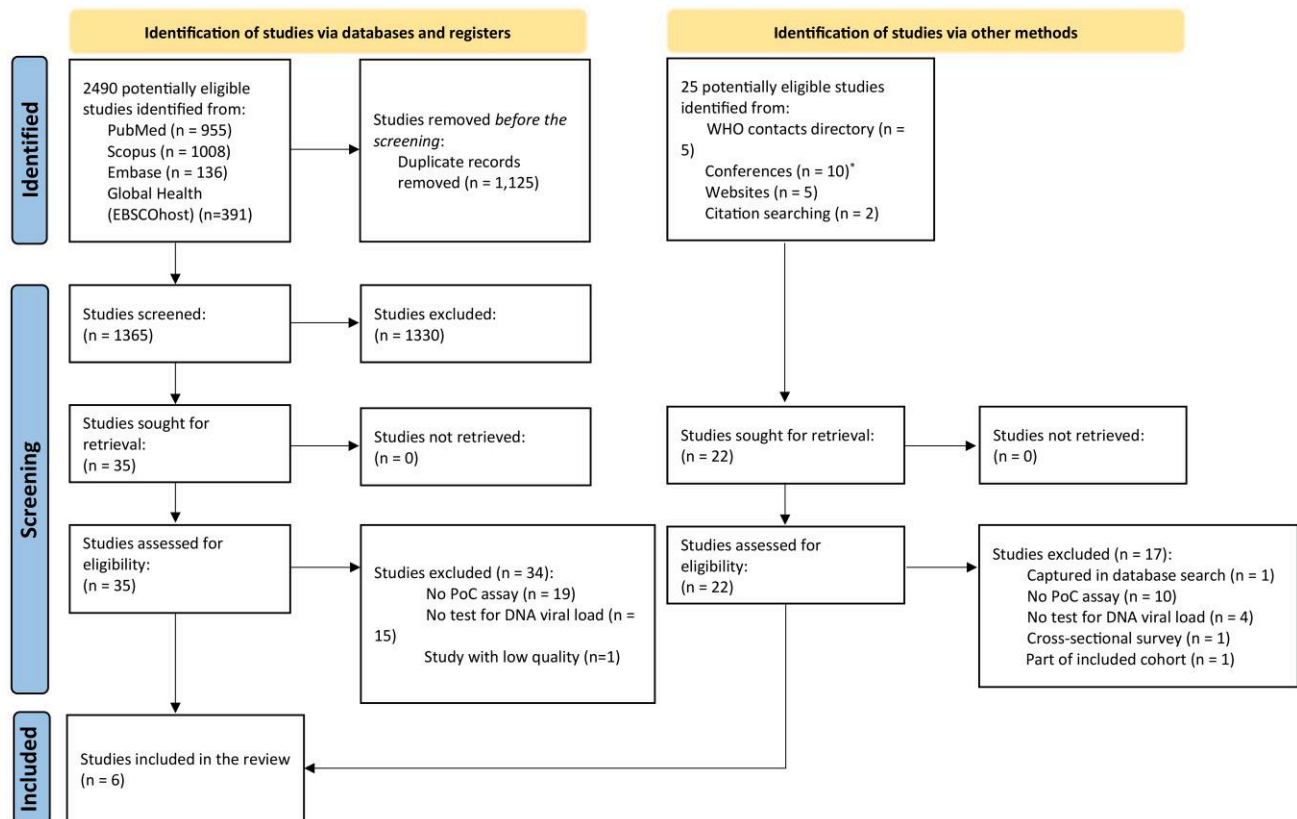 Identification of studies via databases and registers
Identification of studies via other methods
Identified
2490 potentially eligible
studies identified from:
PubMed (n = 955)
Scopus (n = 1008)
Embase (n = 136)
Global Health
(EBSCOhost) (n=391)
Studies removed before the
screening:
Duplicate records
removed (n = 1,125)
25 potentially eligible studies
identified from:
WHO contacts directory (n =
5)
Conferences (n = 10)*
Websites (n = 5)
Citation searching (n = 2)
Screening
Studies screened:
(n = 1365)
Studies excluded:
(n = 1330)
Studies sought for
retrieval:
(n = 35)
Studies not retrieved:
(n = 0)
Studies sought for retrieval:
(n = 22)
Studies not retrieved:
(n = 0)
Studies assessed for
eligibility:
(n = 35)
Studies excluded (n = 34):
No PoC assay (n = 19)
No test for DNA viral load (n =
15)
Study with low quality (n=1)
Studies assessed for
eligibility:
(n = 22)
Studies excluded (n = 17):
Captured in database search (n = 1)
No PoC assay (n = 10)
No test for DNA viral load (n = 4)
Cross-sectional survey (n = 1)
Part of included cohort (n = 1)
Included
Studies included in the review
(n = 6)